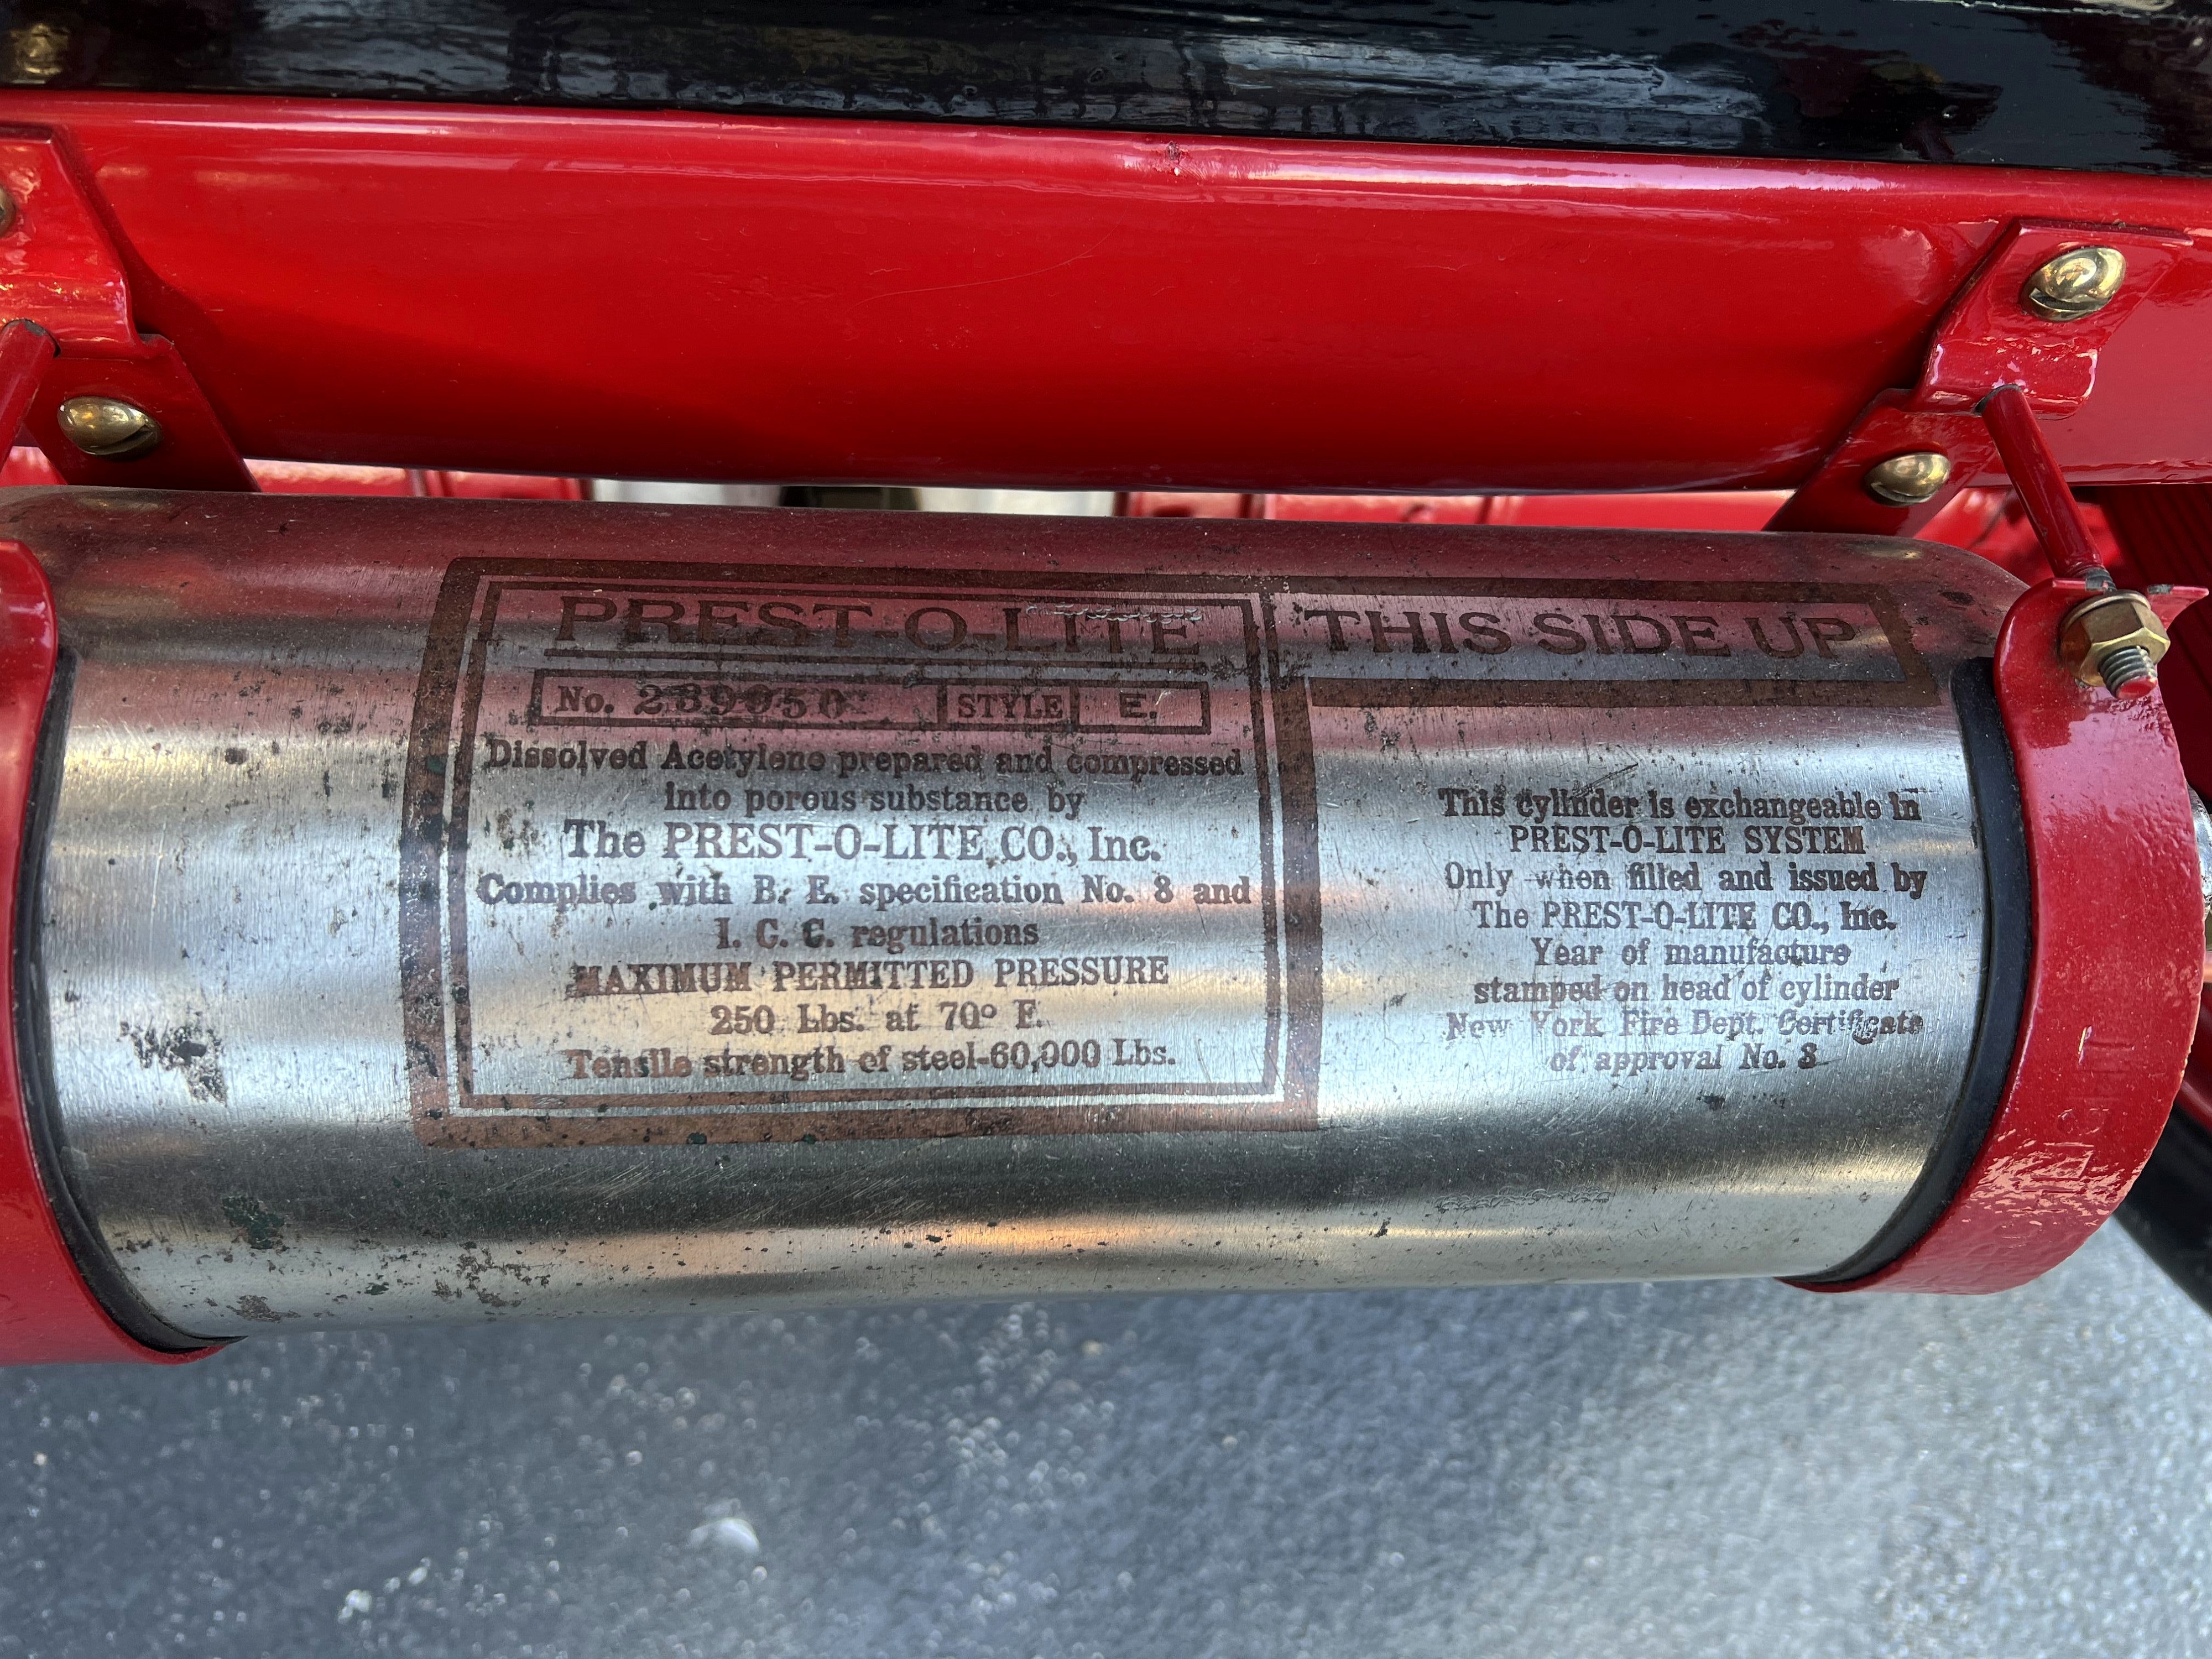 PREST-O-LITE
No. 289050 STYLE E.
Dissolved Acetylene prepared and compressed
into porous substance by
The PREST-O-LITE CO., Inc.
Complies with B. E. specification No. 8 and
I. C. C. regulations
MAXIMUM PERMITTED PRESSURE
250 Lbs. at 70° F.
Tensile strength of steel-60,000 Lbs.
THIS SIDE UP
This cylinder is exchangeable in
PREST-O-LITE SYSTEM
Only when filled and issued by
The PREST-O-LITE CO., Inc.
Year of manufacture
stamped on head of cylinder
New York Fire Dept. Certificate
of approval No. 3